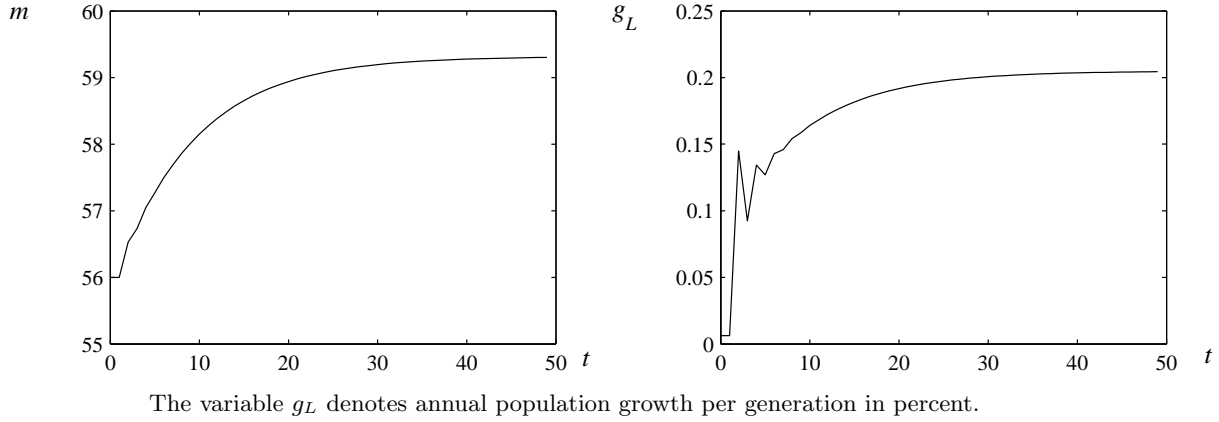 m
60
59
58
57
56
55
0 10 20 30 40 50
t
g_L
0.25
0.2
0.15
0.1
0.05
0
0 10 20 30 40 50
t
The variable g_L denotes annual population growth per generation in percent.